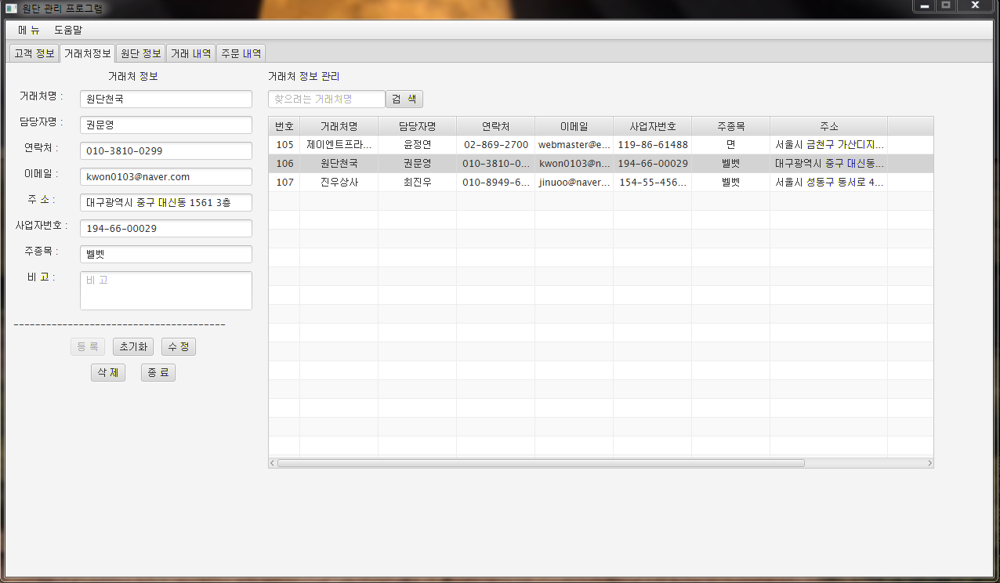 원단 관리 프로그램
메 뉴 도움말
고객 정보 거래처정보 원단 정보 거래 내역 주문 내역
거래처 정보
거래처명 : 원단천국
담당자명 : 권문영
연락처 : 010-3810-0299
이메일 : kwon0103@naver.com
주 소 : 대구광역시 중구 대신동 1561 3층
사업자번호 : 194-66-00029
주종목 : 벨벳
비 고 : 비 고
---------------------------------------
등 록 초기화 수 정
삭 제 종 료
거래처 정보 관리
찾으려는 거래처명 검 색
번호 거래처명 담당자명 연락처 이메일 사업자번호 주종목 주소
105 제이엔트프라... 윤정연 02-869-2700 webmaster@e... 119-86-61488 면 서울시 금천구 가산디지...
106 원단천국 권문영 010-3810-0... kwon0103@n... 194-66-00029 벨벳 대구광역시 중구 대신동...
107 진우상사 최진우 010-8949-6... jinuoo@naver... 154-55-456... 벨벳 서울시 성동구 동서로 4...